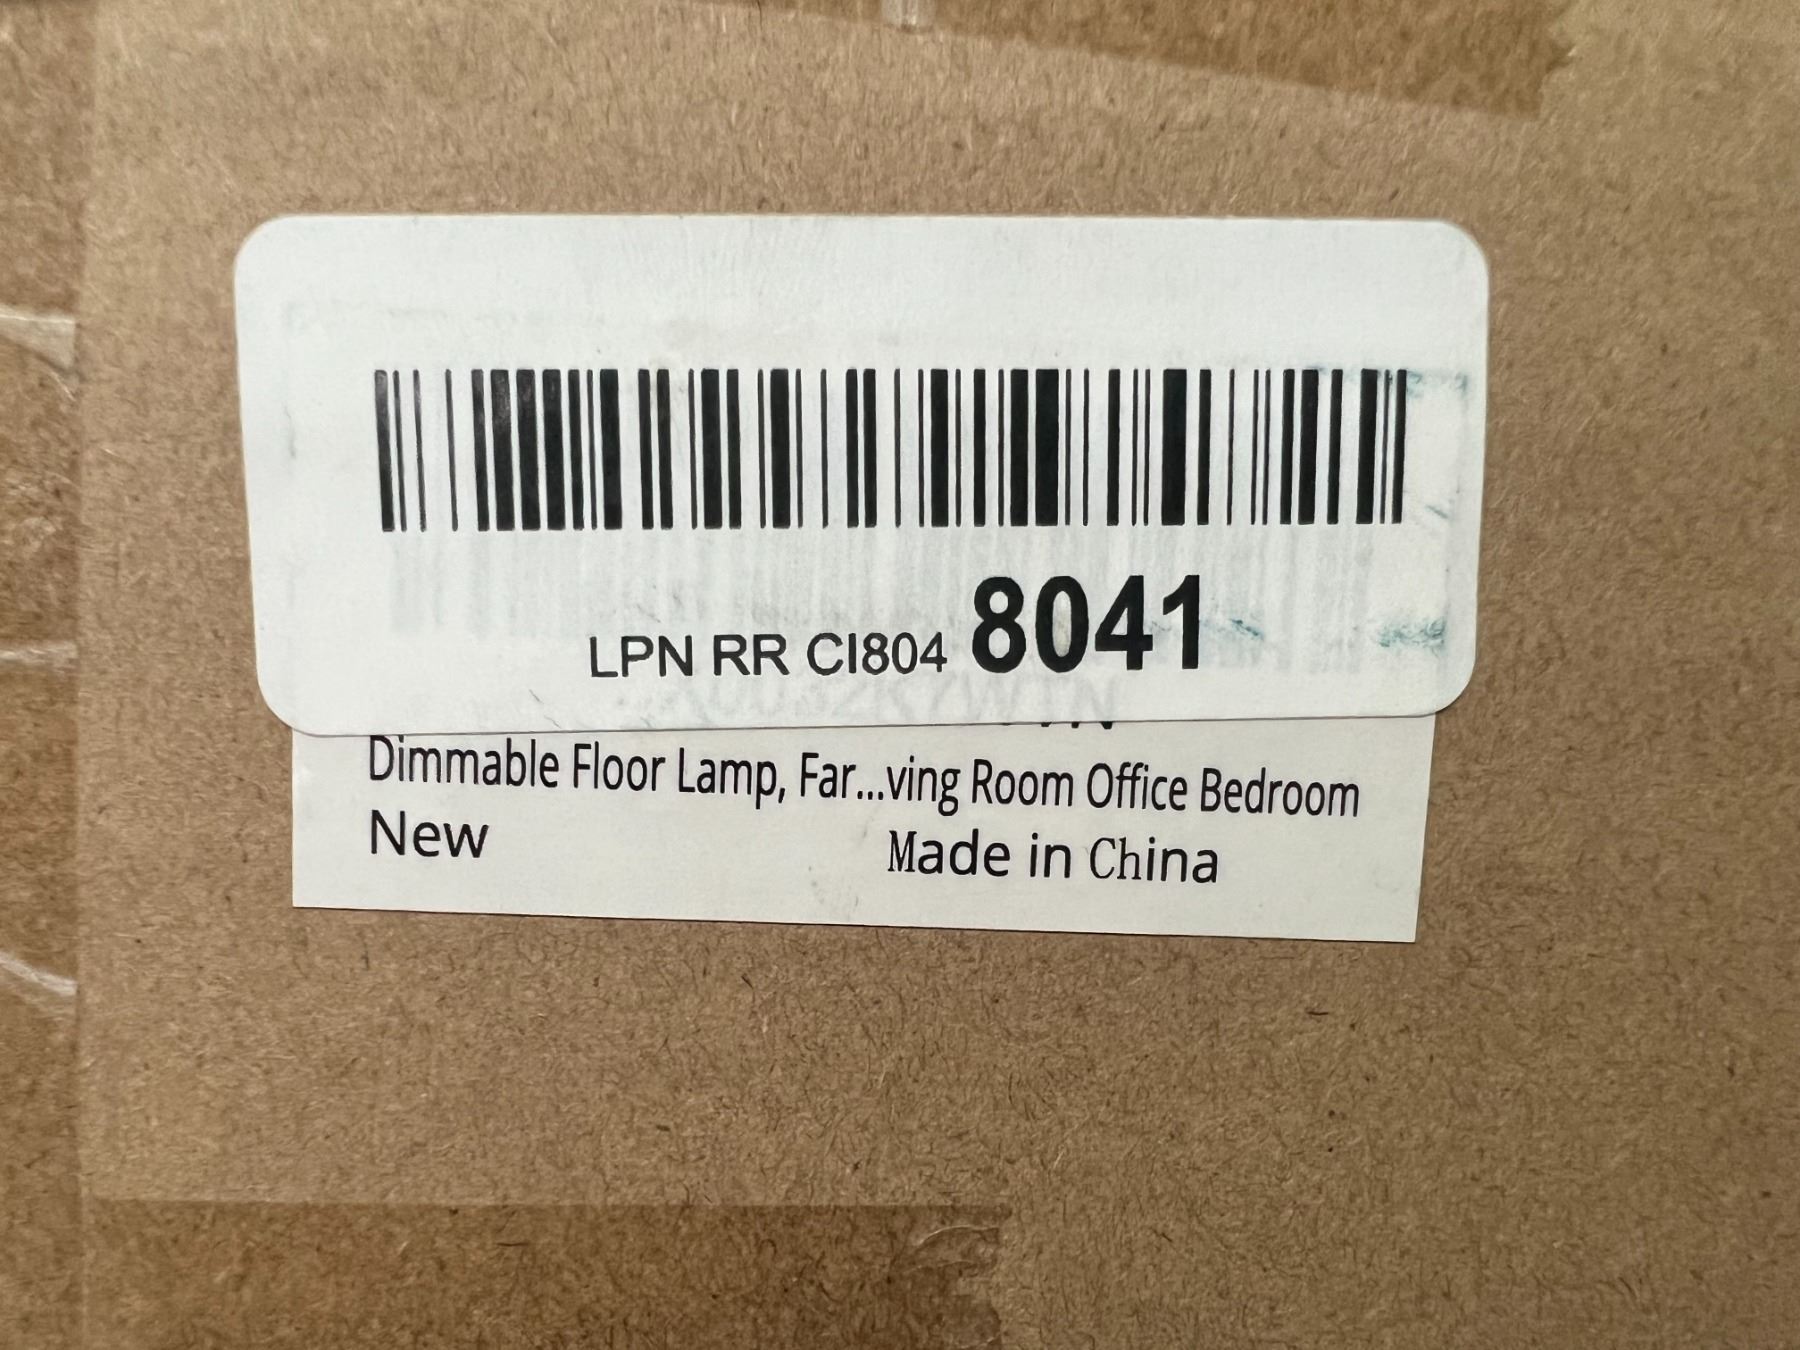 LPN RR CI804 8041
Dimmable Floor Lamp, Far...ving Room Office Bedroom
New Made in China